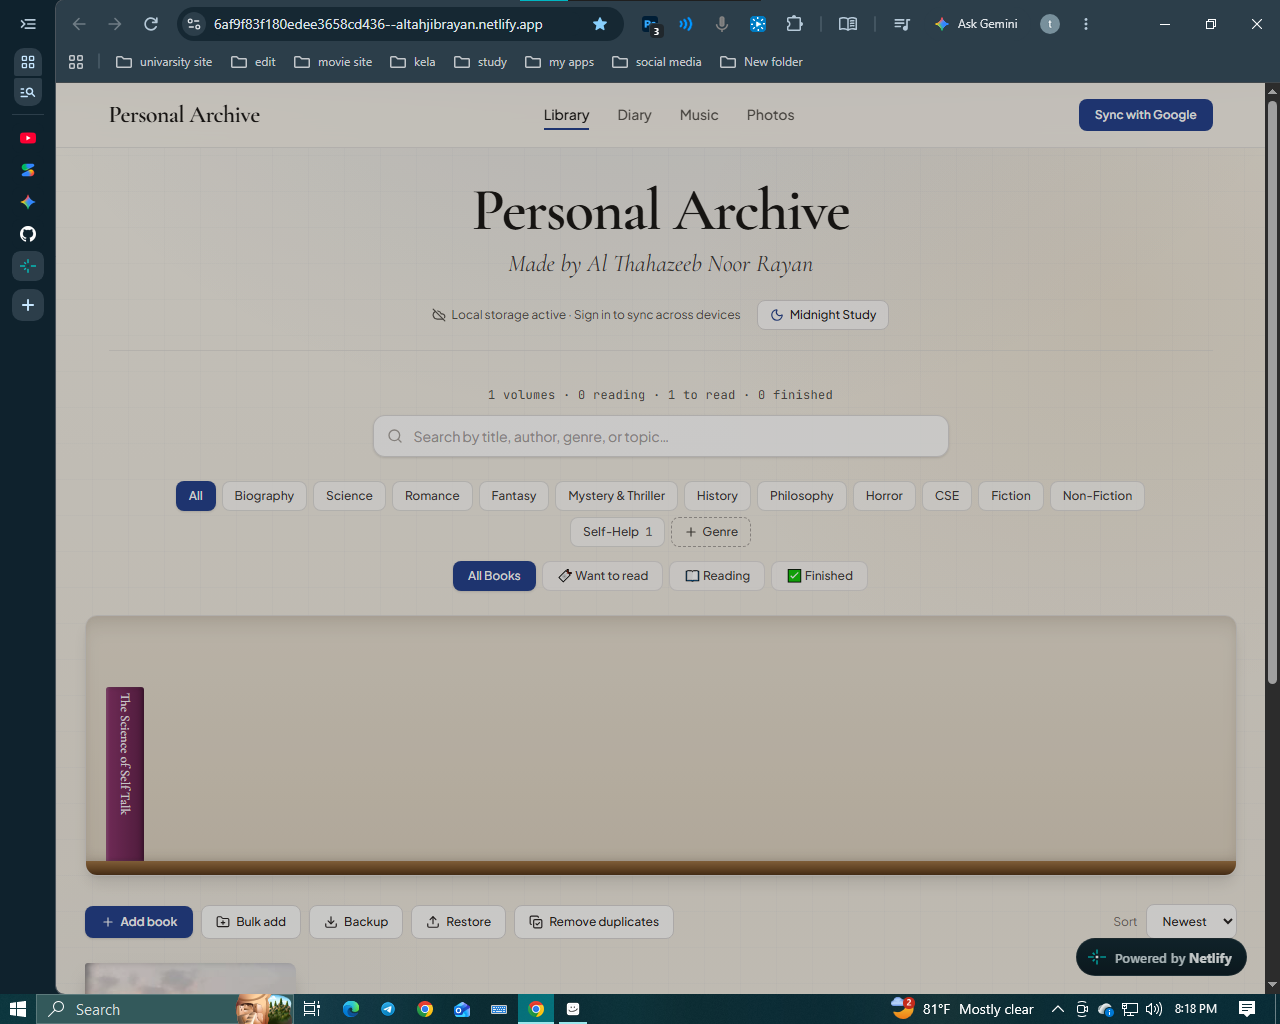 6af9f83f180edee3658cd436--altahjibrayan.netlify.app
3
Ask Gemini
t
univarsity site
edit
movie site
kela
study
my apps
social media
New folder
Personal Archive
Library
Diary
Music
Photos
Sync with Google
Personal Archive
Made by Al Thahazeeb Noor Rayan
Local storage active · Sign in to sync across devices
Midnight Study
1 volumes · 0 reading · 1 to read · 0 finished
Search by title, author, genre, or topic...
All
Biography
Science
Romance
Fantasy
Mystery & Thriller
History
Philosophy
Horror
CSE
Fiction
Non-Fiction
Self-Help 1
+ Genre
All Books
Want to read
Reading
Finished
The Science of Self Talk
+ Add book
Bulk add
Backup
Restore
Remove duplicates
Sort
Newest
Powered by Netlify
Search
2
81°F Mostly clear
8:18 PM